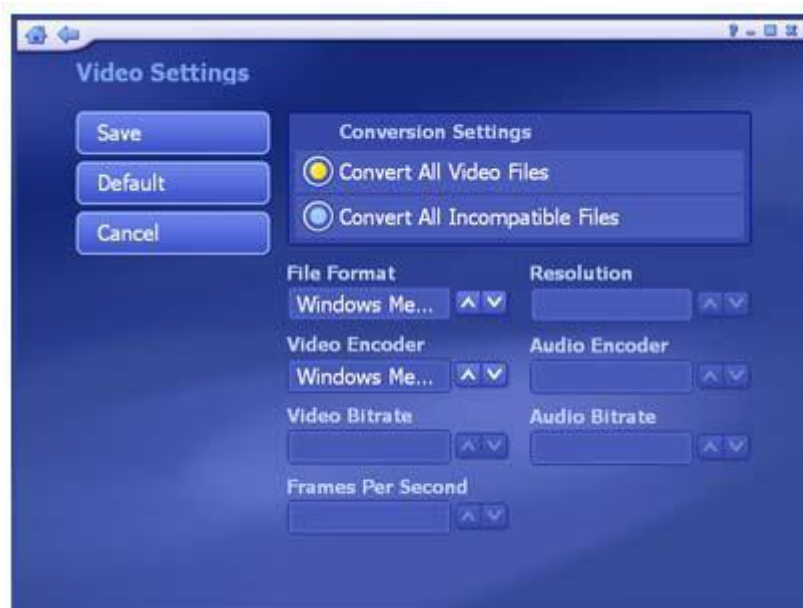 Video Settings
Save
Default
Cancel
Conversion Settings
Convert All Video Files
Convert All Incompatible Files
File Format
Resolution
Windows Me...
Video Encoder
Audio Encoder
Windows Me...
Video Bitrate
Audio Bitrate
Frames Per Second